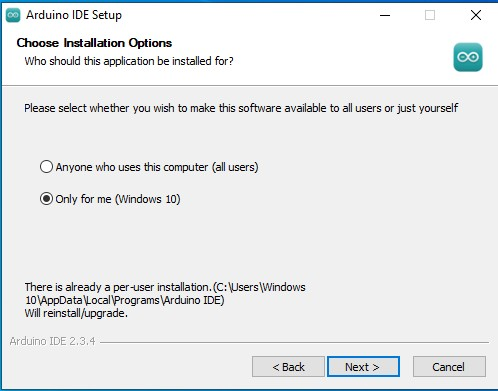 Arduino IDE Setup
Choose Installation Options
Who should this application be installed for?
Please select whether you wish to make this software available to all users or just yourself
Anyone who uses this computer (all users)
Only for me (Windows 10)
There is already a per-user installation.(C:\Users\Windows
10\AppData\Local\Programs\Arduino IDE)
Will reinstall/upgrade.
Arduino IDE 2.3.4
< Back Next > Cancel